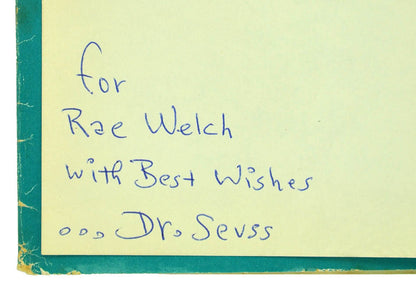 for
Rae Welch
with Best Wishes
... Dr. Seuss